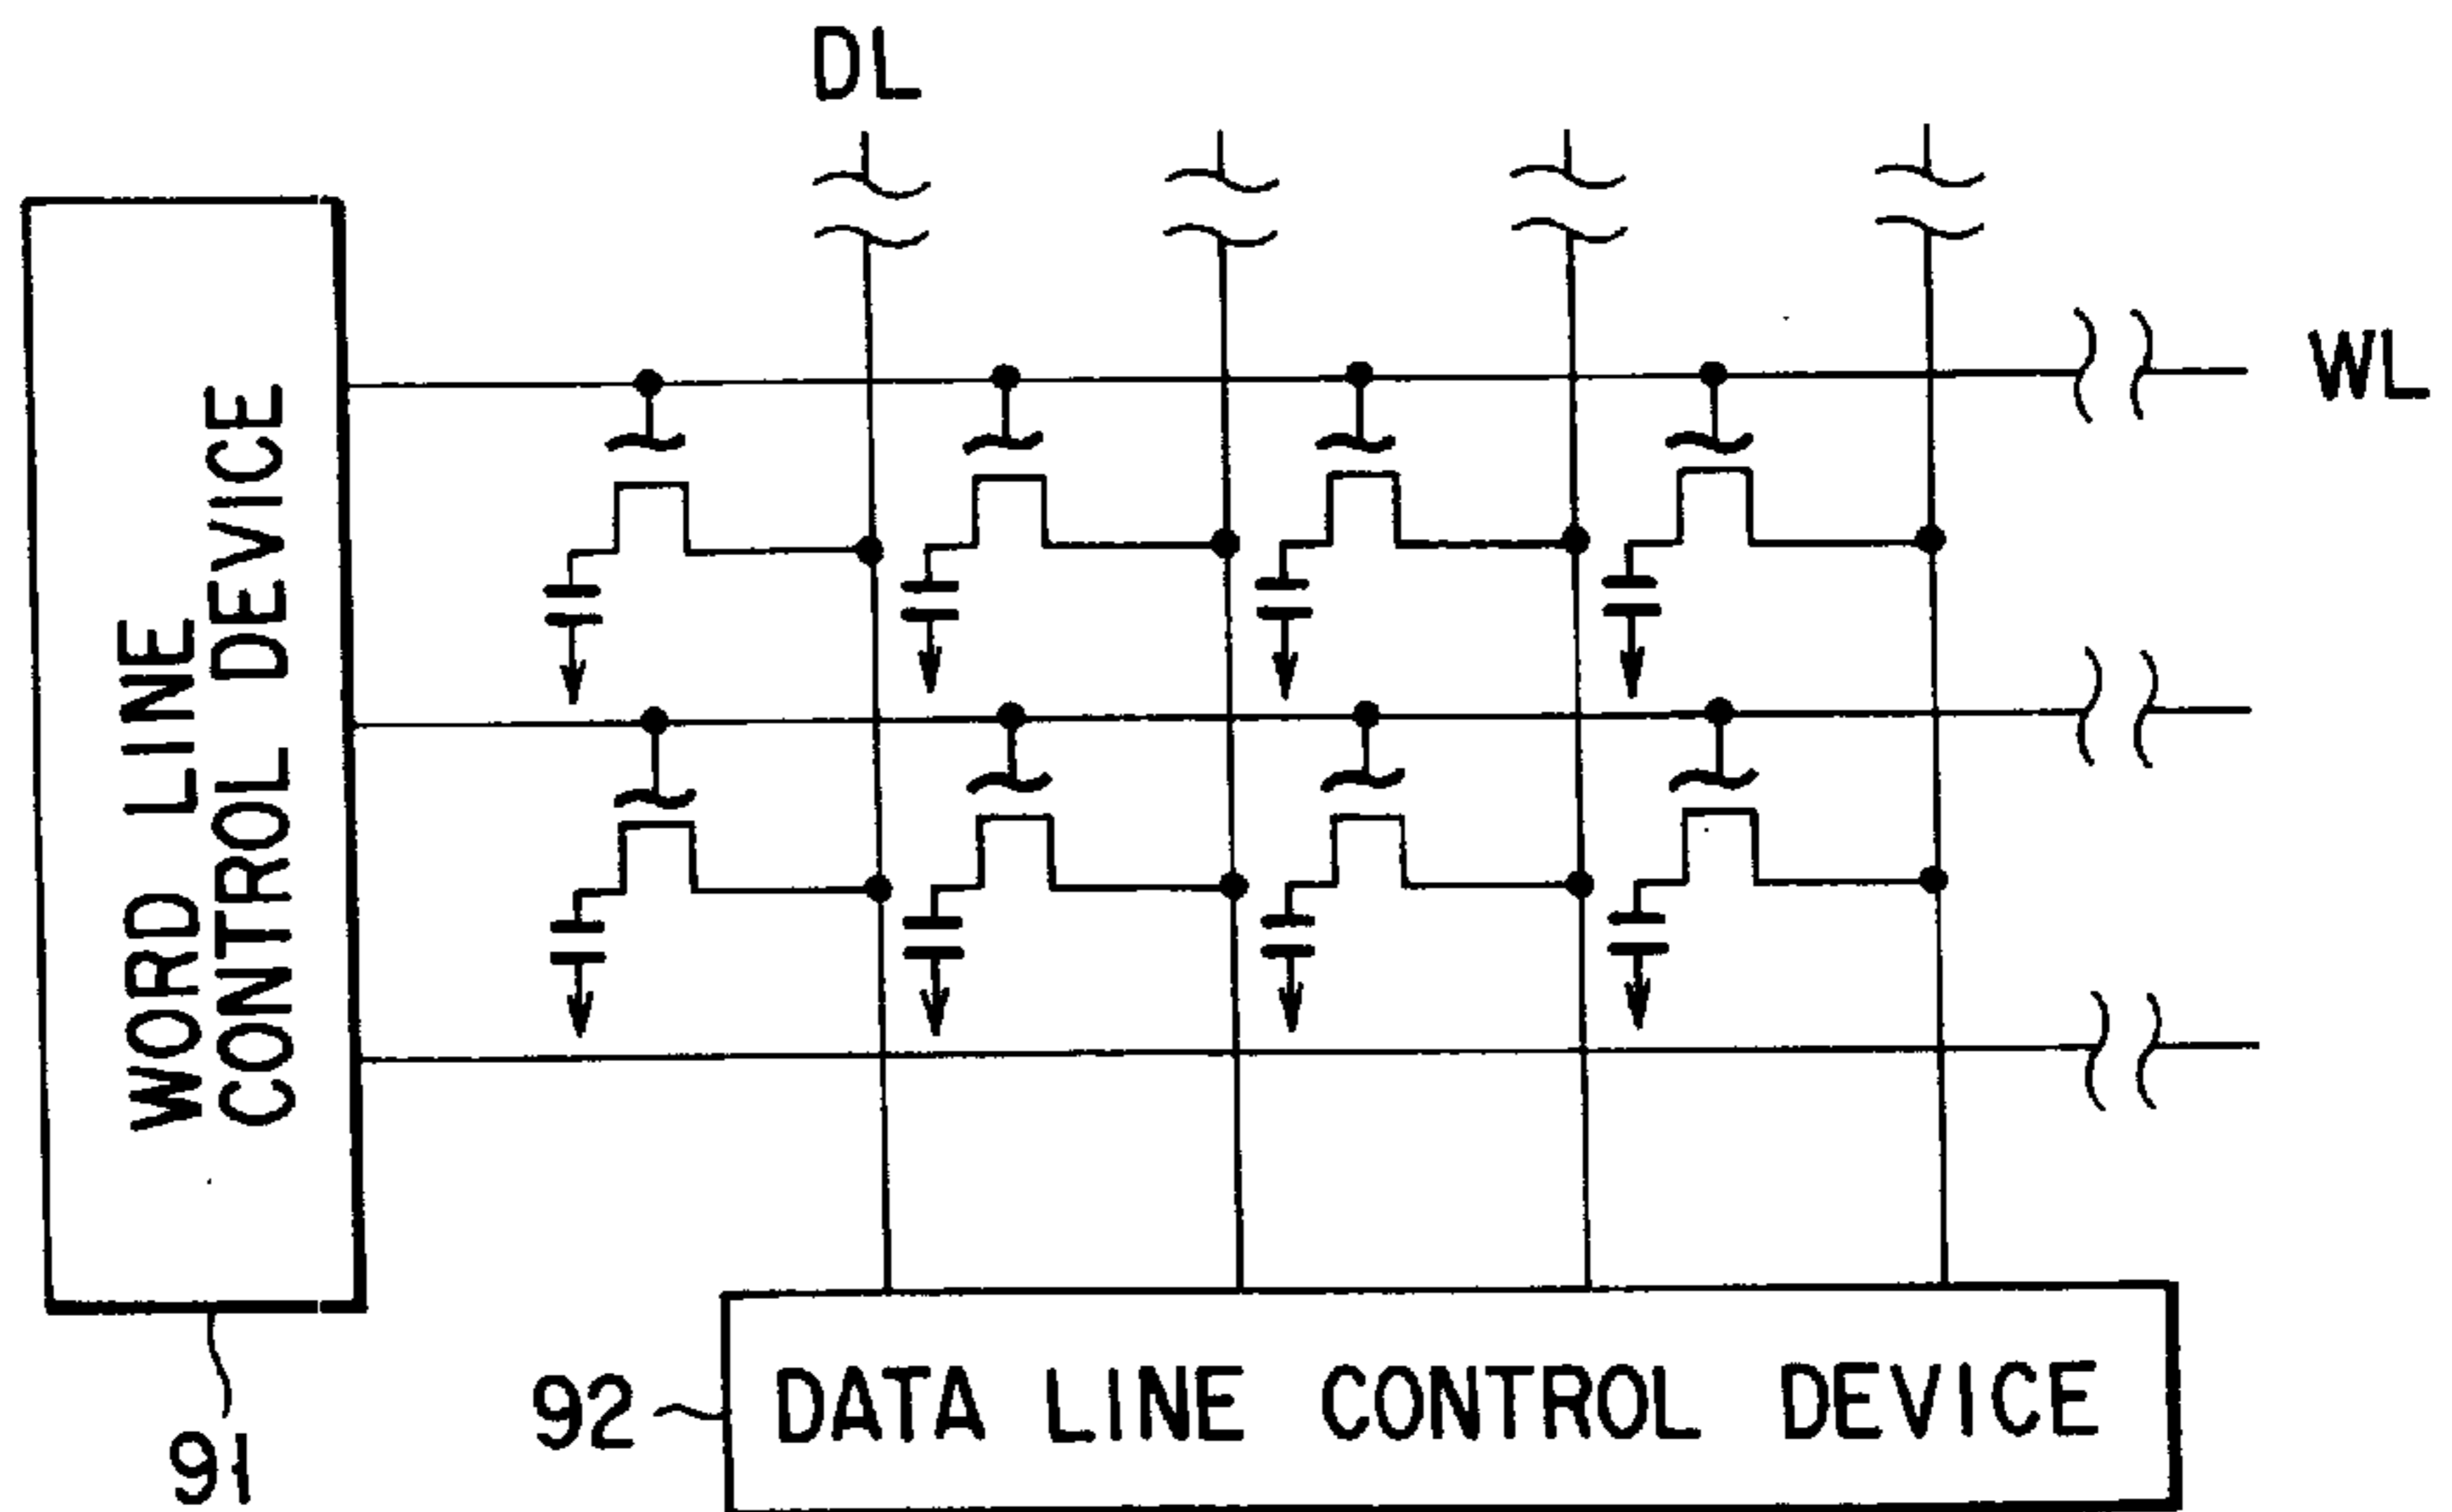 DL
WL
WORD LINE
CONTROL DEVICE
91
92
DATA LINE CONTROL DEVICE